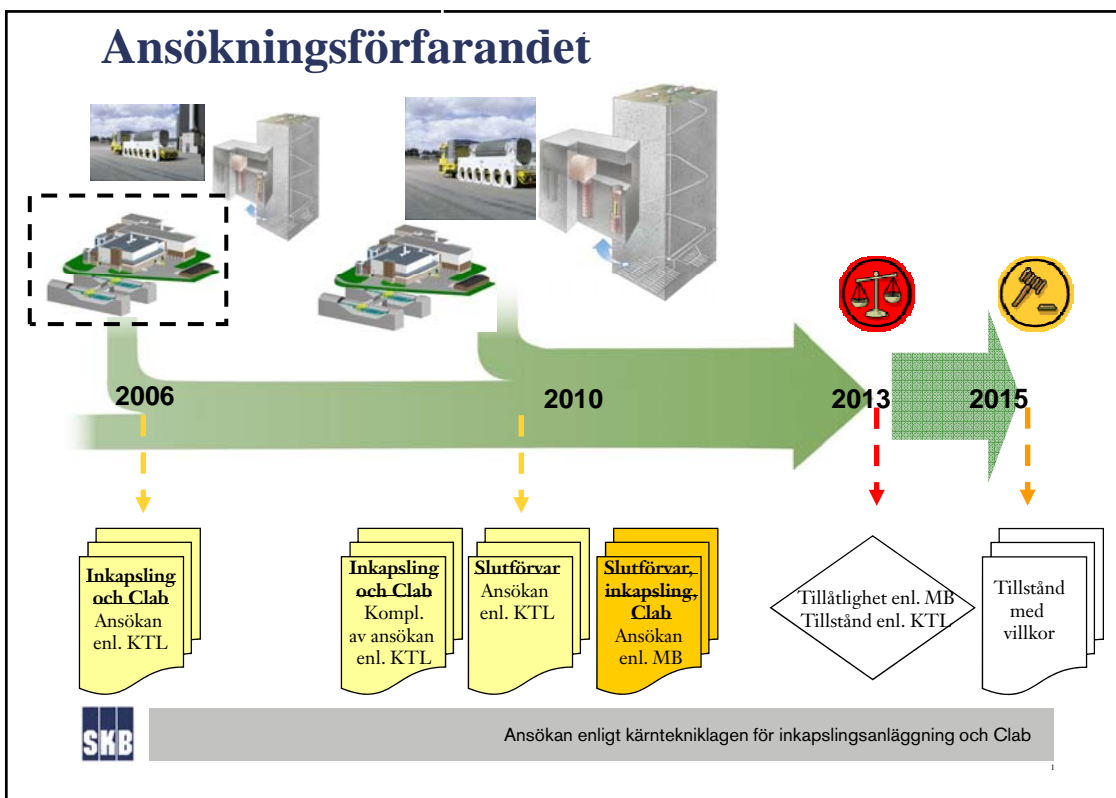 Ansökningsförfarandet
2006
2010
2013
2015
Inkapsling
och Clab
Ansökan
enl. KTL
Inkapsling
och Clab
Kompl.
av ansökan
enl. KTL
Slutförvar
Ansökan
enl. KTL
Slutförvar,
inkapsling,
Clab
Ansökan
enl. MB
Tillåtlighet enl. MB
Tillstånd enl. KTL
Tillstånd
med
villkor
SKB
Ansökan enligt kärntekniklagen för inkapslingsanläggning och Clab
1